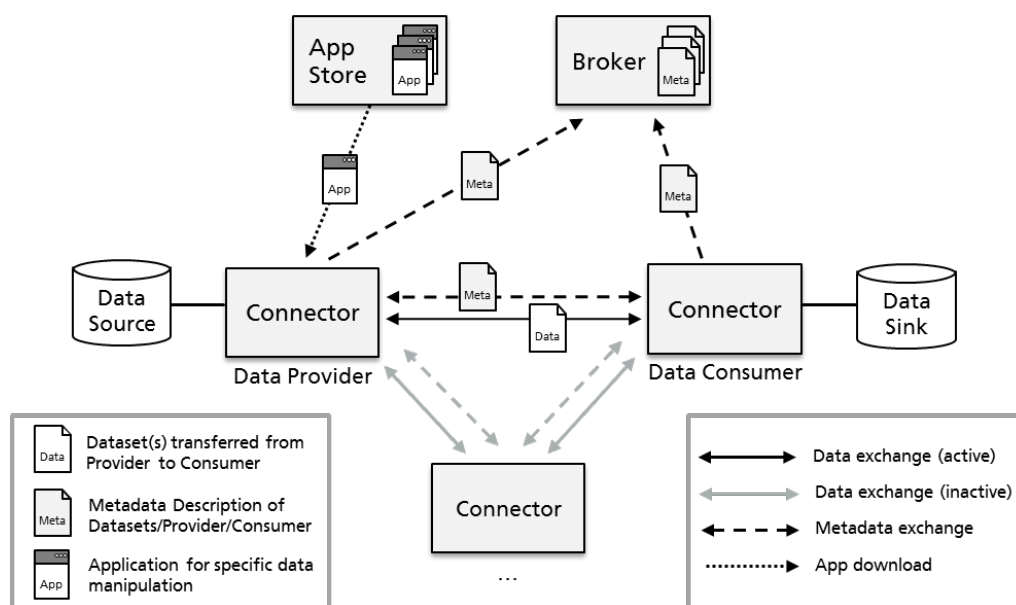 App
Store
App
Broker
Meta
App
Meta
Meta
Data
Source
Connector
Meta
Data
Connector
Data
Sink
Data Provider
Data Consumer
Data
Dataset(s) transferred from
Provider to Consumer
Meta
Metadata Description of
Datasets/Provider/Consumer
App
Application for specific data
manipulation
Connector
...
Data exchange (active)
Data exchange (inactive)
Metadata exchange
App download